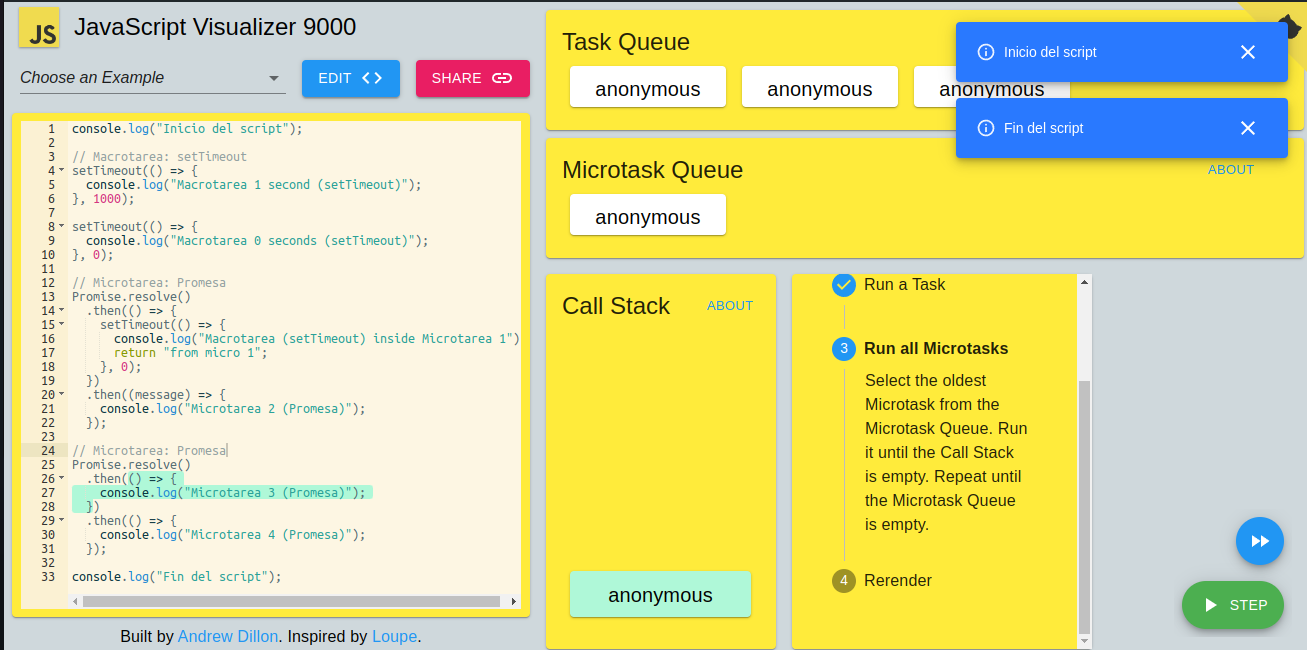 JS JavaScript Visualizer 9000
Choose an Example
EDIT
SHARE
1 console.log("Inicio del script");
2
3 // Macrotarea: setTimeout
4 setTimeout(() => {
5 console.log("Macrotarea 1 second (setTimeout)");
6 }, 1000);
7
8 setTimeout(() => {
9 console.log("Macrotarea 0 seconds (setTimeout)");
10 }, 0);
11
12 // Microtarea: Promesa
13 Promise.resolve()
14 .then(() => {
15 setTimeout(() => {
16 console.log("Macrotarea (setTimeout) inside Microtarea 1")
17 return "from micro 1";
18 }, 0);
19 })
20 .then((message) => {
21 console.log("Microtarea 2 (Promesa)");
22 });
23
24 // Microtarea: Promesa
25 Promise.resolve()
26 .then(() => {
27 console.log("Microtarea 3 (Promesa)");
28 })
29 .then(() => {
30 console.log("Microtarea 4 (Promesa)");
31 });
32
33 console.log("Fin del script");
Built by Andrew Dillon. Inspired by Loupe.
Task Queue
anonymous
anonymous
anonymous
Inicio del script
Fin del script
Microtask Queue
ABOUT
anonymous
Call Stack
ABOUT
anonymous
Run a Task
3 Run all Microtasks
Select the oldest
Microtask from the
Microtask Queue. Run
it until the Call Stack
is empty. Repeat until
the Microtask Queue
is empty.
4 Rerender
STEP